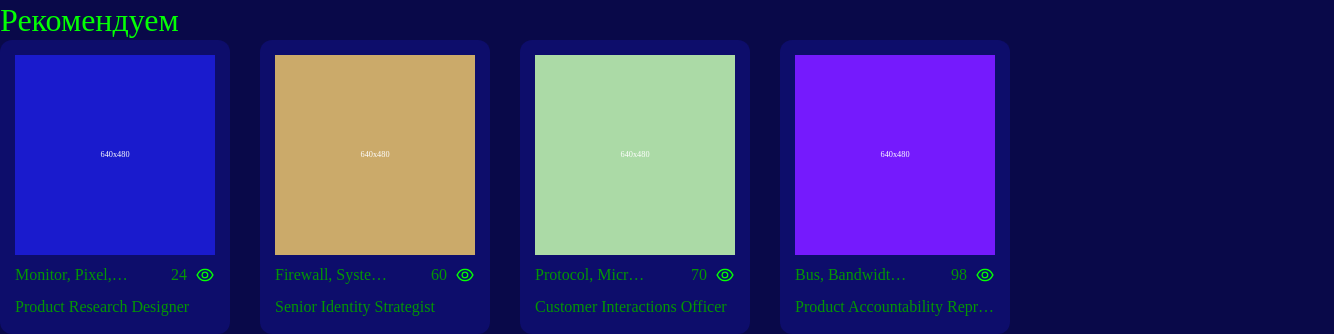 Рекомендуем
640x480 640x480 640x480 640x480
Monitor, Pixel,… 24 Firewall, Syste… 60 Protocol, Micr… 70 Bus, Bandwidt… 98
Product Research Designer Senior Identity Strategist Customer Interactions Officer Product Accountability Repr…